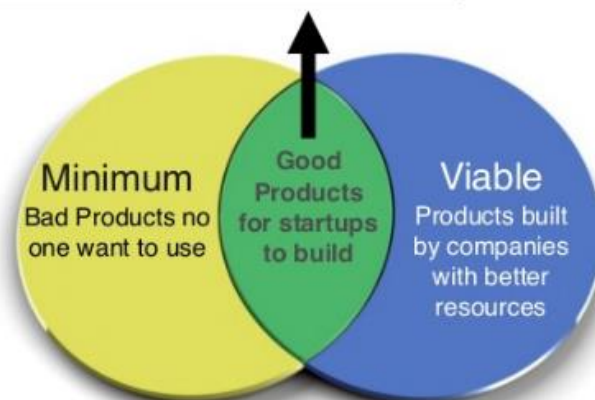 Minimum
Bad Products no
one want to use
Good
Products
for startups
to build
Viable
Products built
by companies
with better
resources